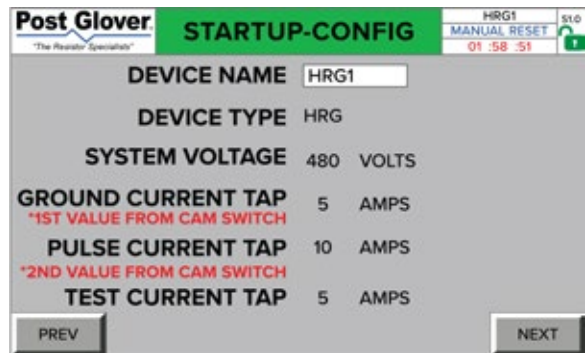 Post Glover
"The Resistor Specialists"
STARTUP-CONFIG
HRG1
MANUAL RESET
01 :58 :51
S1.0
DEVICE NAME HRG1
DEVICE TYPE HRG
SYSTEM VOLTAGE 480 VOLTS
GROUND CURRENT TAP 5 AMPS
*1ST VALUE FROM CAM SWITCH
PULSE CURRENT TAP 10 AMPS
*2ND VALUE FROM CAM SWITCH
TEST CURRENT TAP 5 AMPS
PREV NEXT